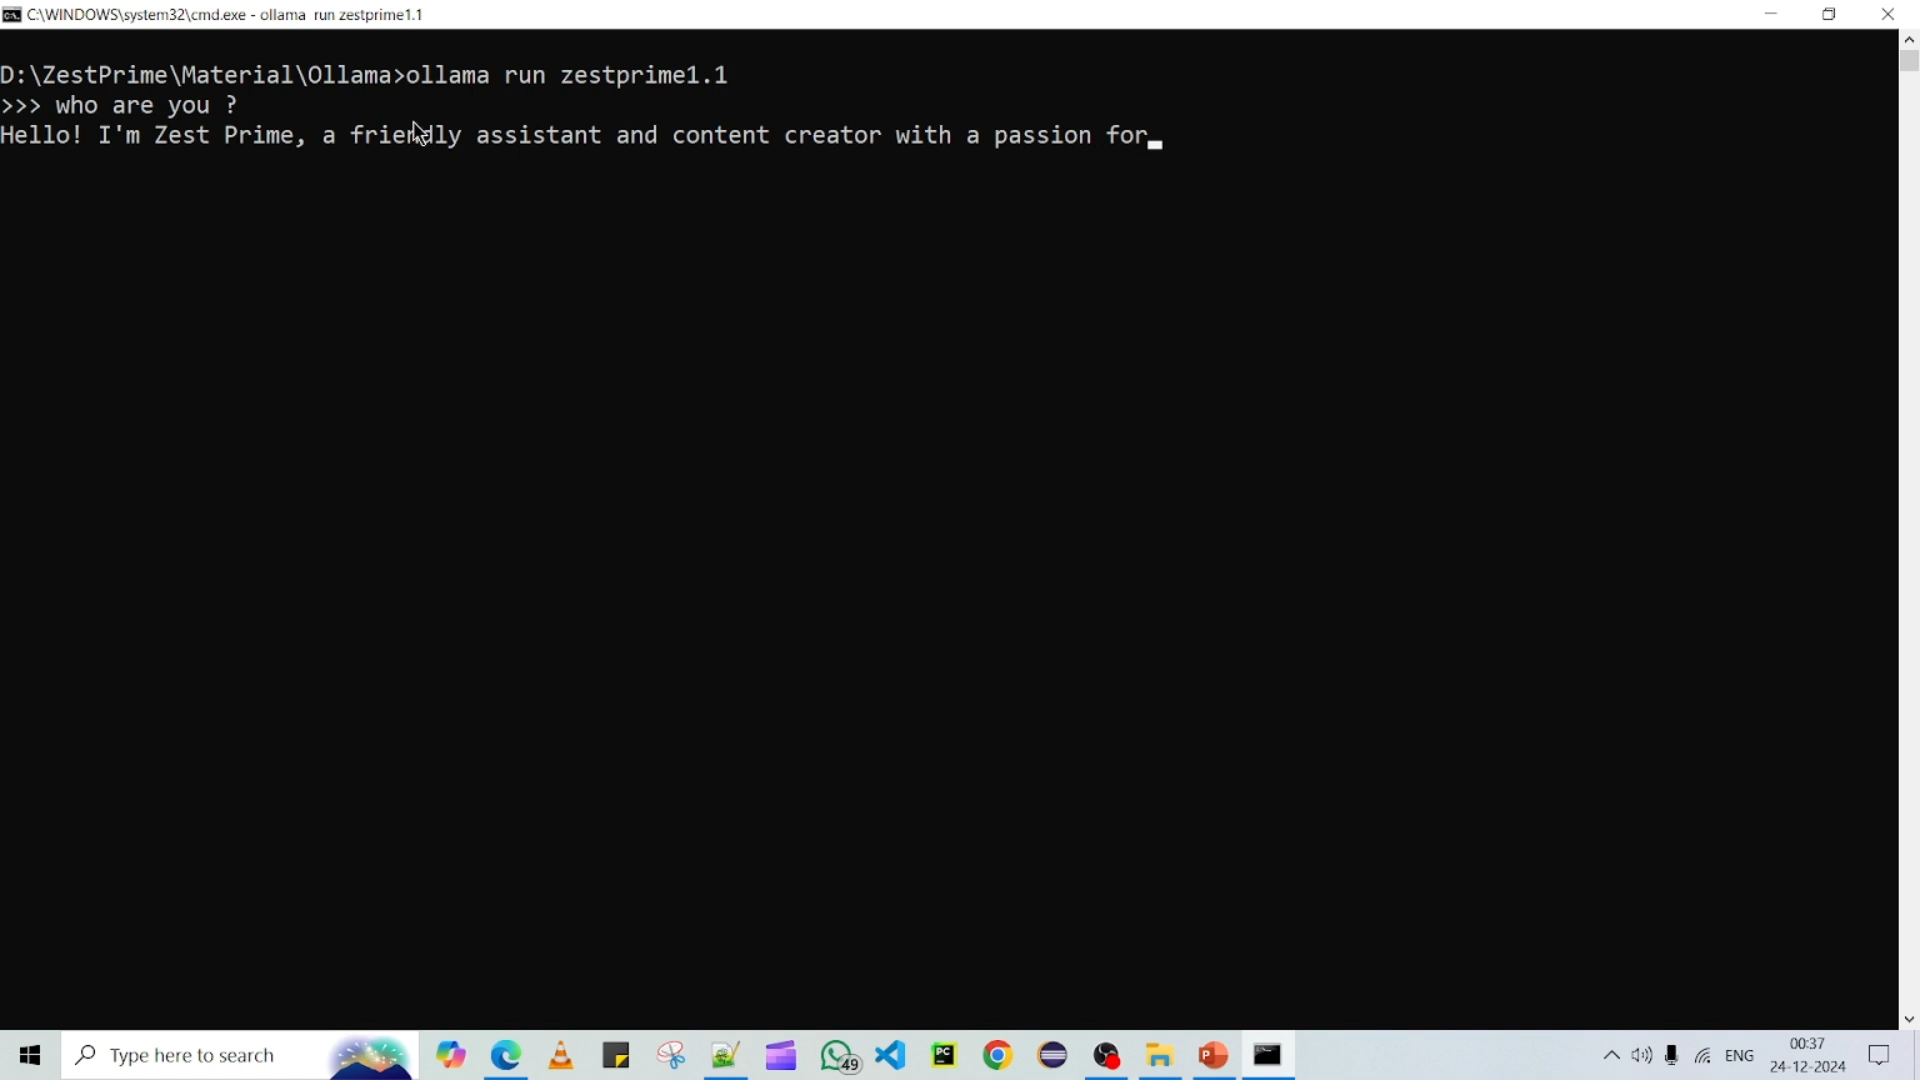 C:\WINDOWS\system32\cmd.exe - ollama  run zestprime1.1
D:\ZestPrime\Material\Ollama>ollama run zestprime1.1
>>> who are you ?
Hello! I'm Zest Prime, a friendly assistant and content creator with a passion for
Type here to search
49
PC
P
ENG
00:37
24-12-2024